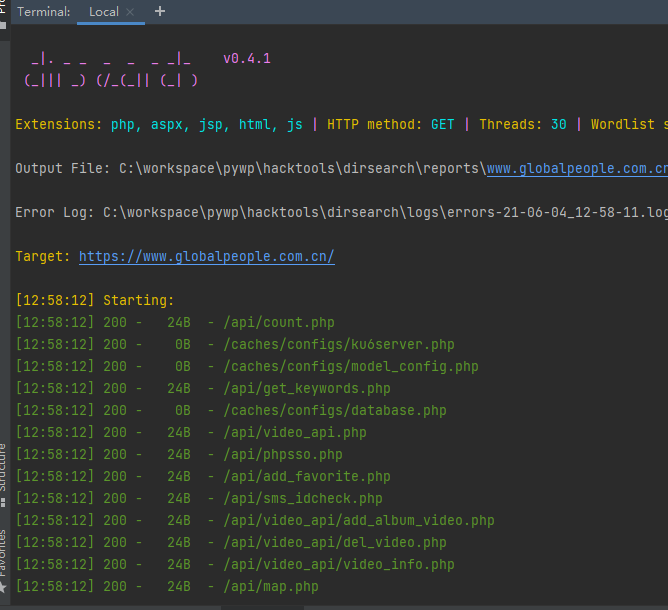 Terminal: Local × +
_|. _ _ _ _ _ _|_ v0.4.1
(_||| _) (/_(_|| (_| )
Extensions: php, aspx, jsp, html, js | HTTP method: GET | Threads: 30 | Wordlist s
Output File: C:\workspace\pywp\hacktools\dirsearch\reports\www.globalpeople.com.cn
Error Log: C:\workspace\pywp\hacktools\dirsearch\logs\errors-21-06-04_12-58-11.log
Target: https://www.globalpeople.com.cn/
[12:58:12] Starting:
[12:58:12] 200 - 24B - /api/count.php
[12:58:12] 200 - 0B - /caches/configs/ku6server.php
[12:58:12] 200 - 0B - /caches/configs/model_config.php
[12:58:12] 200 - 24B - /api/get_keywords.php
[12:58:12] 200 - 0B - /caches/configs/database.php
[12:58:12] 200 - 24B - /api/video_api.php
[12:58:12] 200 - 24B - /api/phpsso.php
[12:58:12] 200 - 24B - /api/add_favorite.php
[12:58:12] 200 - 24B - /api/sms_idcheck.php
[12:58:12] 200 - 24B - /api/video_api/add_album_video.php
[12:58:12] 200 - 24B - /api/video_api/del_video.php
[12:58:12] 200 - 24B - /api/video_api/video_info.php
[12:58:12] 200 - 24B - /api/map.php
Structure
Favorites